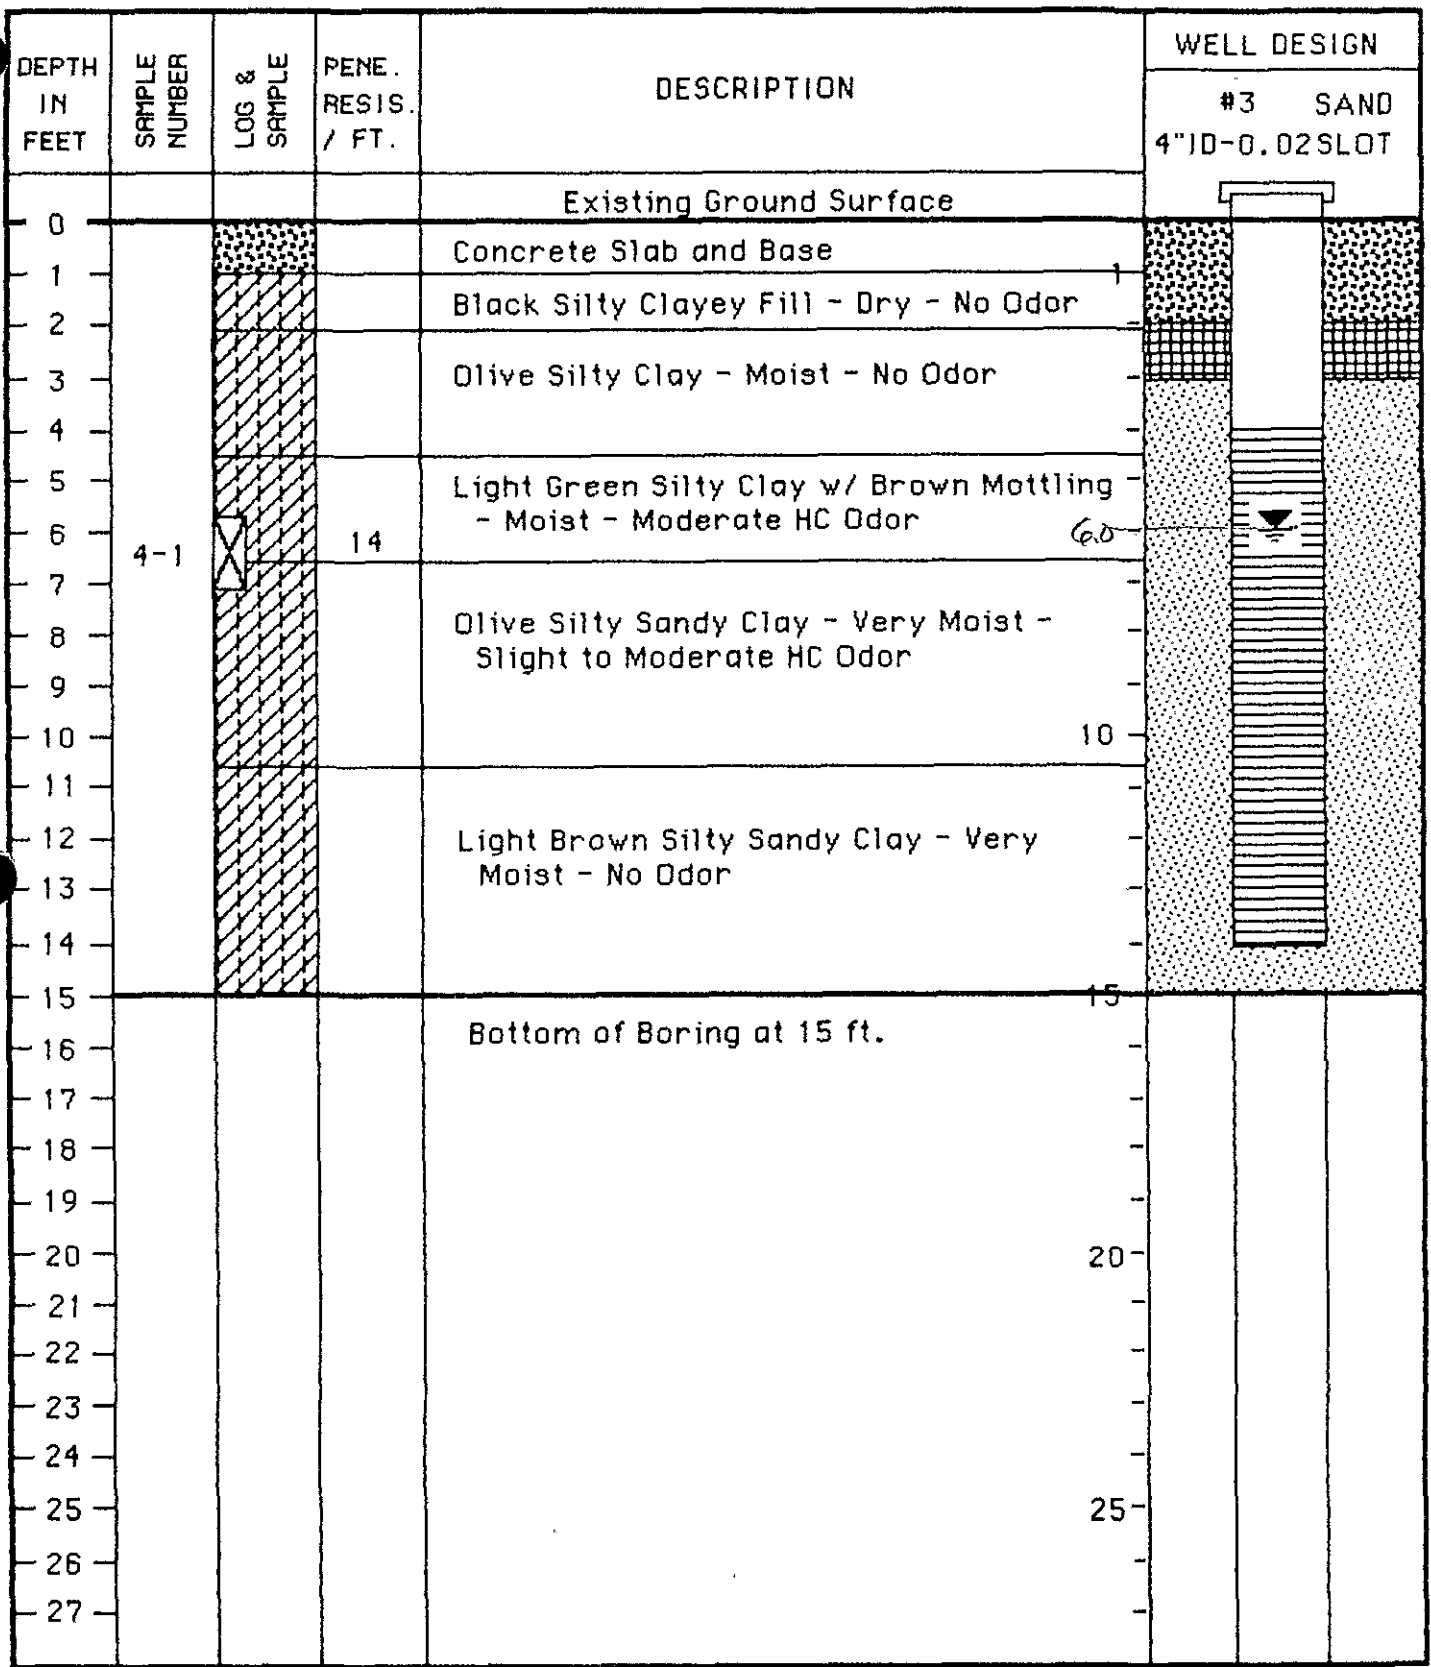 DEPTH
IN
FEET
SAMPLE
NUMBER
LOG &
SAMPLE
PENE.
RESIS.
/ FT.
DESCRIPTION
WELL DESIGN
#3 SAND
4"ID-0.02SLOT
Existing Ground Surface
0
Concrete Slab and Base
1
1
Black Silty Clayey Fill - Dry - No Odor
2
Olive Silty Clay - Moist - No Odor
3
4
5
Light Green Silty Clay w/ Brown Mottling
- Moist - Moderate HC Odor
6
4-1
14
6.0
7
Olive Silty Sandy Clay - Very Moist -
Slight to Moderate HC Odor
8
9
10
10
11
12
Light Brown Silty Sandy Clay - Very
Moist - No Odor
13
14
15
15
Bottom of Boring at 15 ft.
16
17
18
19
20
20
21
22
23
24
25
25
26
27